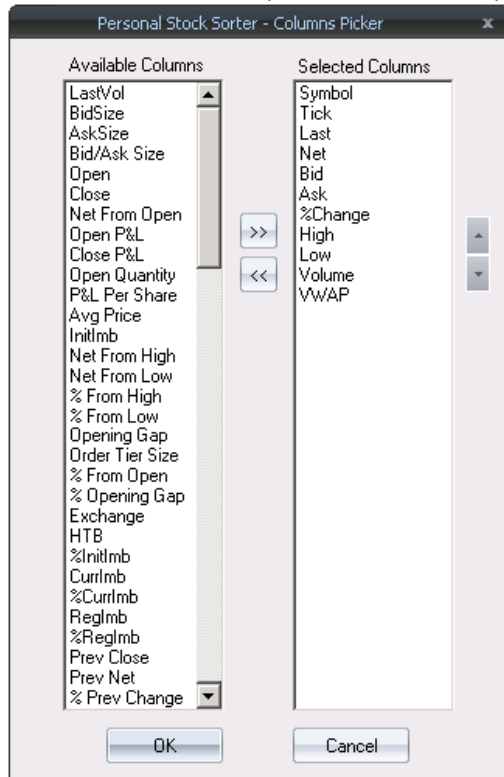 Personal Stock Sorter - Columns Picker x
Available Columns
LastVol
BidSize
AskSize
Bid/Ask Size
Open
Close
Net From Open
Open P&L
Close P&L
Open Quantity
P&L Per Share
Avg Price
InitImb
Net From High
Net From Low
% From High
% From Low
Opening Gap
Order Tier Size
% From Open
% Opening Gap
Exchange
HTB
%InitImb
CurrImb
%CurrImb
RegImb
%RegImb
Prev Close
Prev Net
% Prev Change
>>
<<
Selected Columns
Symbol
Tick
Last
Net
Bid
Ask
%Change
High
Low
Volume
VWAP
OK
Cancel